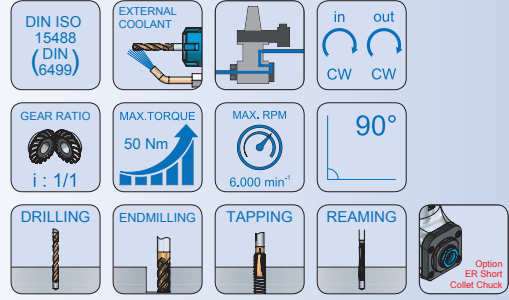 DIN ISO
15488
(DIN
6499)
EXTERNAL
COOLANT
in out
CW CW
GEAR RATIO
i : 1/1
MAX.TORQUE
50 Nm
MAX. RPM
6.000 min⁻¹
90°
DRILLING
ENDMILLING
TAPPING
REAMING
Option
ER Short
Collet Chuck